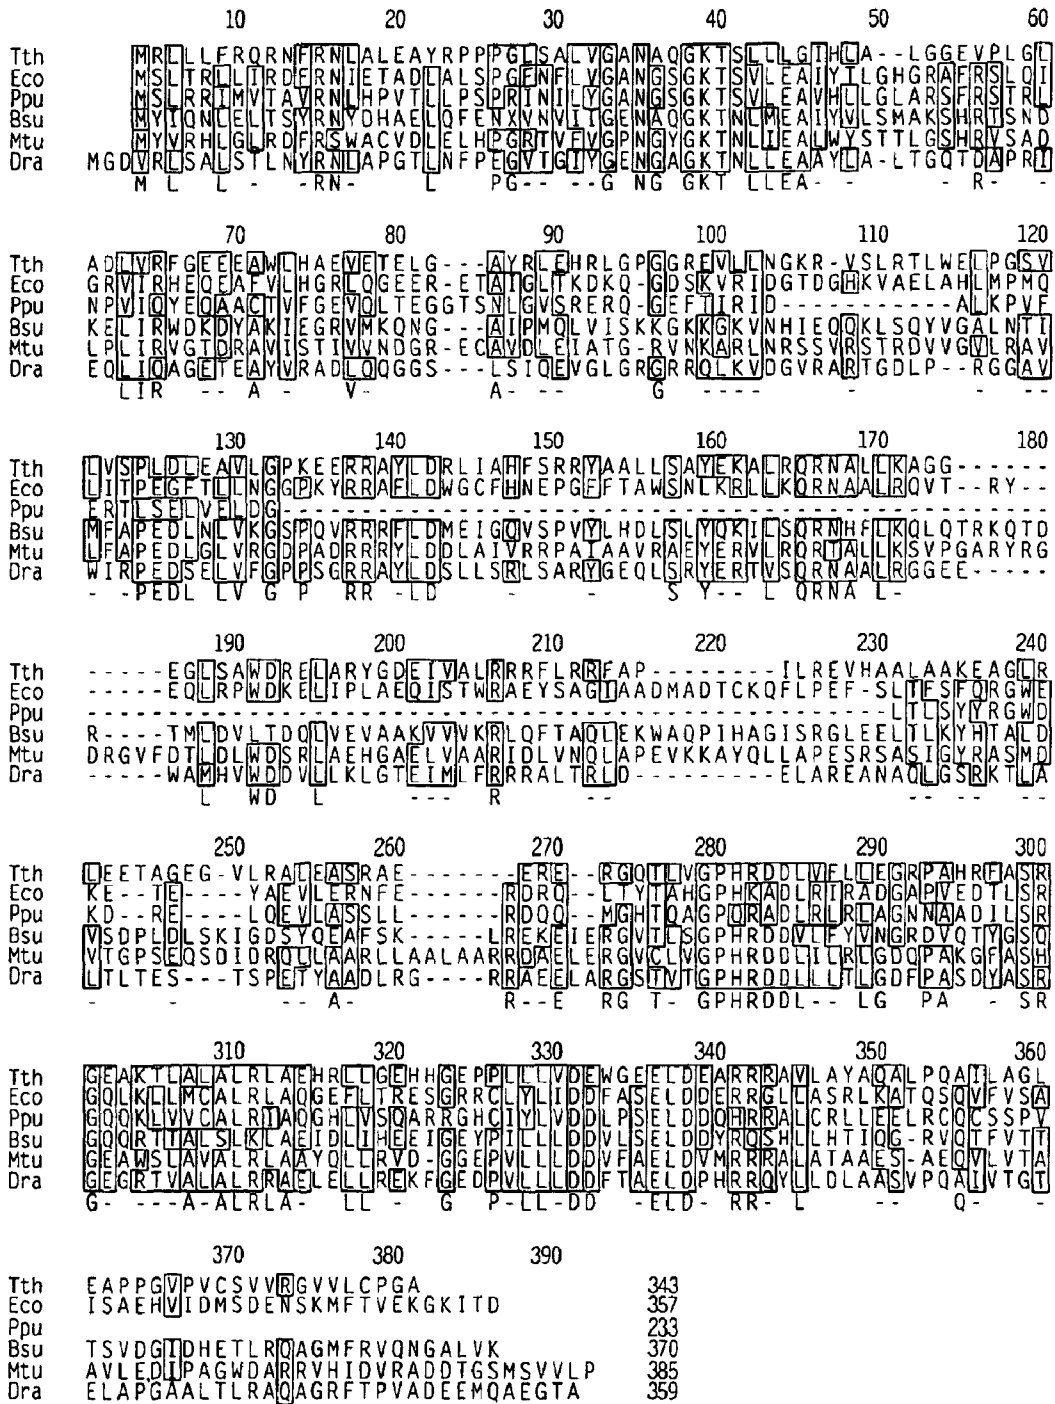 10 20 30 40 50 60
Tth MRLLLFRQRNFRNLALEAYRPPPGLSALVGANAQGKTSLLLGIHLA--LGGEVPLGL
Eco MSLTRLLIRDFRNIETADLALSPGFNFLVGANGSGKTSVLEAIYTLGHGRAFRSLQI
Ppu MSLRRIMVTAVRNLHPVTLLPSPRINILYGANGSGKTSVLEAVHLLGLARSFRSTRL
Bsu MYIQNLELTSYRNYDHAELQFENKVNVIIGENAQGKTNLMEAIYVLSMAKSHRTSND
Mtu MYVRHLGLRDFRSWACVDLELHPGRTVFVGPNGYGKTNLIEALWYSTTLGSHRVSAD
Dra MGDVRLSALSTLNYRNLAPGTLNFPEGVTGIYGENGAGKTNLLEAAYLA-LTGQTDAPRI
M L L - -RN- L PG----G NG GKT LLEA- - - R- -
70 80 90 100 110 120
Tth ADLVRFGEEEAWLHAEVETELG---AYRLEHRLGPGGREVLLNGKR-VSLRTLWELPGSV
Eco GRVIRHEQEAFVLHGRLQGEER-ETAIGLTKDKQ-GDSKVRIDGTDGHKVAELAHLMPMQ
Ppu NPVIQYEQAACTVFGEVQLTEGGTSNLGVSRERQ-GEFTIRID--------ALKPVF
Bsu KELIRWDKDYAKIEGRVMKQNG---AIPMQLVISKKGKKGKVNHIEQQKLSQYVGALNTI
Mtu LPLIRVGTDRAVISTIVVNDGR-ECAVDLEIATG-RVNKARLNRSSVRSTRDVVGVLRAV
Dra EQLIQAGETEAYVRADLQQGGS---LSIQEVGLGRGRRQLKVDGVRARTGDLP--RGGAV
LIR -- A - V- A- - G ---- - --
130 140 150 160 170 180
Tth LVSPLDLEAVLGPKEERRAYLDRLIAHFSRRYAALLSAYEKALRQRNALLKAGG------
Eco LITPEGFTLLNGGPKYRRAFLDWGCFHNEPGFFTAWSNLKRLLKQRNAALRQVT--RY--
Ppu ERTLSELVELDG------------------------------------------------
Bsu MFAPEDLNLVKGSPQVRRRFLDMEIGQVSPVYLHDLSLYQKILSQRNHFLKQLQTRKQTD
Mtu LFAPEDLGLVRGDPADRRRYLDDLAIVRRPAIAAVRAEYERVLRQRTALLKSVPGARYRG
Dra WIRPEDSELVFGPPSGRRAYLDSLLSRLSARYGEQLSRYERTVSQRNAALRGGEE-----
- -PEDL LV G P RR -LD - - S Y-- L QRNA L-
190 200 210 220 230 240
Tth -----EGLSAWDRELARYGDEIVALRRRFLRRFAP-------ILREVHAALAAKEAGLR
Eco -----EQLRPWDKELIPLAEQISTWRAEYSAGIAADMADTCKQFLPEF-SLTFSFQRGWE
Ppu ---------------------------------------------------LTLSYYRGWD
Bsu R-----TMLDVLTDQLVEVAAKVVVKRLQFTAQLEKWAQPIHAGISRGLEELTLKYHTALD
Mtu DRGVFDTLDLWDSRLAEHGAELVAARIDLVNQLAPEVKKAYQLLAPESRSASIGYRASMD
Dra -----WAMHVWDDVLLKLGTEIMLFRRRALTRLD---------ELAREANAQLGSRKTLA
L WD L --- R -- -- -- --
250 260 270 280 290 300
Tth LEETAGEG-VLRALEASRAE------ERE--RGQTLVGPHRDDLVFLLEGRPAHRFASR
Eco KE--TE----YAEVLERNFE------RDRQ--LTYTAHGPHKADLRIRADGAPVEDTLSR
Ppu KD--RE----LQEVLASSLL------RDQQ--MGHTQAGPQRADLRLRLAGNNAADILSR
Bsu VSDPLDLSKIGDSYQEAFSK-----LREKEIERGVTLSGPHRDDVLFYVNGRDVQTYGSQ
Mtu VTGPSEQSDIDRQLLAARLLAALAARRDAELERGVCLVGPHRDDLILRLGDQPAKGFASH
Dra LTLTES---TSPETYAADLRG----RRAEELARGSTVTGPHRDDLLLTLGDFPASDYASR
- - A- R--E RG T- GPHRDDL-- LG PA - SR
310 320 330 340 350 360
Tth GEAKTLALALRLAEHRLLGEHHGEPPLLLVDEWGEELDEARRRAVLAYAQALPQAILAGL
Eco GQLKLLMCALRLAQGEFLTRESGRRCLYLIDDFASELDDERRGLLASRLKATQSQVFVSA
Ppu GQQKLVVCALRIAQGHLVSQARRGHCIYLVDDLPSELDDQHRRALCRLLEELRCQCSSPV
Bsu GQQRTTALSLKLAEIDLIHEEIGEYPILLLDDVLSELDDYRQSHLLHTIQG-RVQTFVTT
Mtu GEAWSLAVALRLAAYQLLRVD-GGEPVLLLDDVFAELDVMRRRALATAAES-AEQVLVTA
Dra GEGRTVALALRRAELELLREKFGEDPVLLLDDFTAELDPHRRQYLLDLAASVPQAIVTGT
G- ---A-ALRLA- LL - G P-LL-DD -ELD- RR- L -- Q- -
370 380 390
Tth EAPPGVPVCSVVRGVVLCPGA 343
Eco ISAEHVIDMSDENSKMFTVEKGKITD 357
Ppu 233
Bsu TSVDGIDHETLRQAGMFRVQNGALVK 370
Mtu AVLEDIPAGWDARRVHIDVRADDTGSMSVVLP 385
Dra ELAPGAALTLRAQAGRFTPVADEEMQAEGTA 359